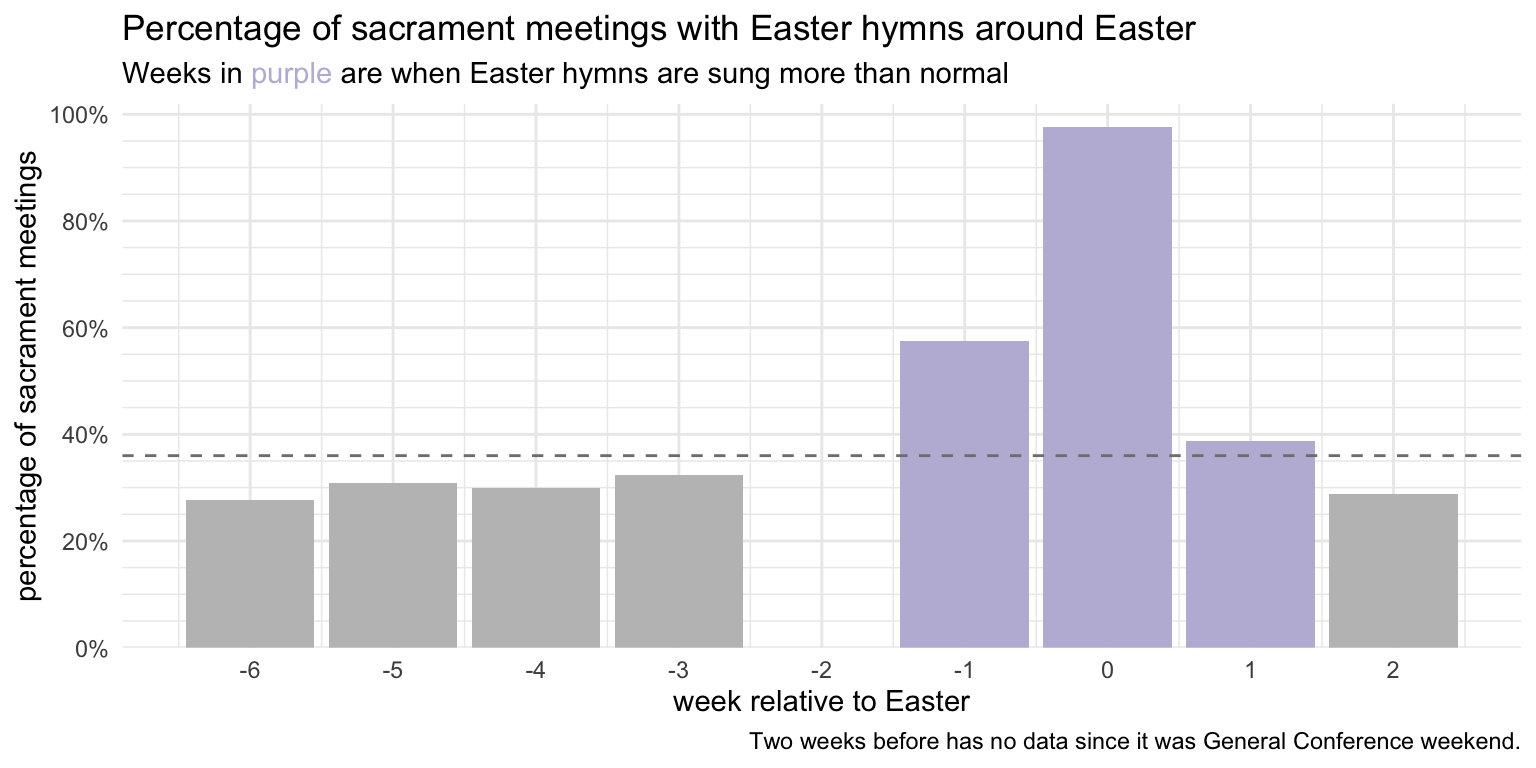 Percentage of sacrament meetings with Easter hymns around Easter
Weeks in purple are when Easter hymns are sung more than normal
percentage of sacrament meetings
100%
80%
60%
40%
20%
0%
-6 -5 -4 -3 -2 -1 0 1 2
week relative to Easter
Two weeks before has no data since it was General Conference weekend.